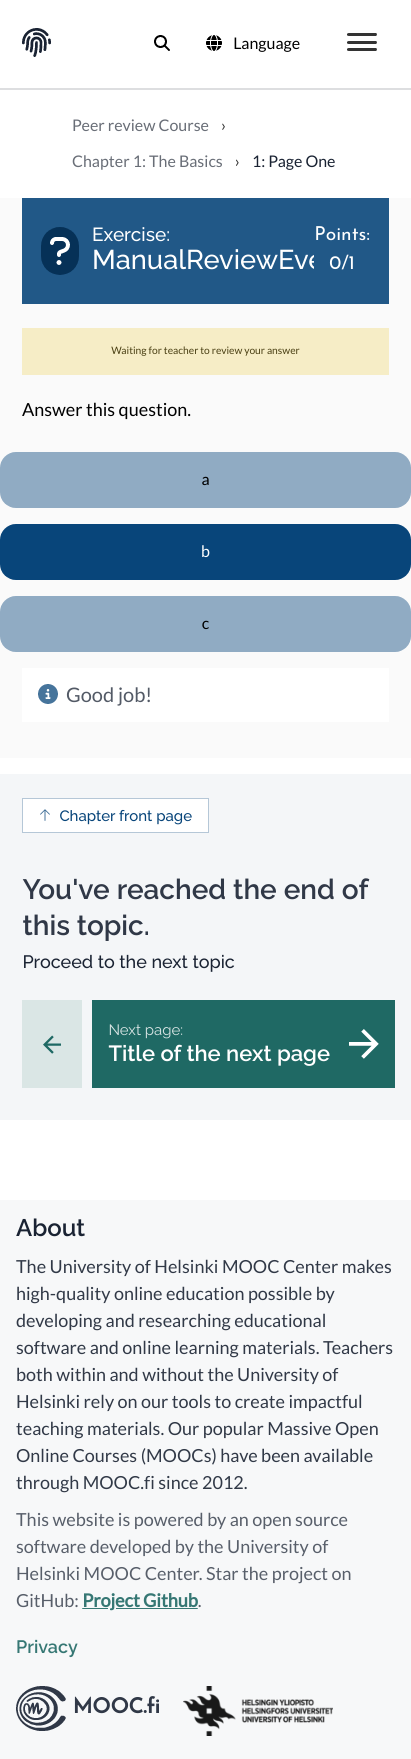 Language
Peer review Course ›
Chapter 1: The Basics › 1: Page One
Exercise:
ManualReviewEve
Points:
0/1
Waiting for teacher to review your answer
Answer this question.
a
b
c
Good job!
Chapter front page
You've reached the end of
this topic.
Proceed to the next topic
Next page:
Title of the next page
About
The University of Helsinki MOOC Center makes
high-quality online education possible by
developing and researching educational
software and online learning materials. Teachers
both within and without the University of
Helsinki rely on our tools to create impactful
teaching materials. Our popular Massive Open
Online Courses (MOOCs) have been available
through MOOC.fi since 2012.
This website is powered by an open source
software developed by the University of
Helsinki MOOC Center. Star the project on
GitHub: Project Github.
Privacy
MOOC.fi
HELSINGIN YLIOPISTO
HELSINGFORS UNIVERSITET
UNIVERSITY OF HELSINKI